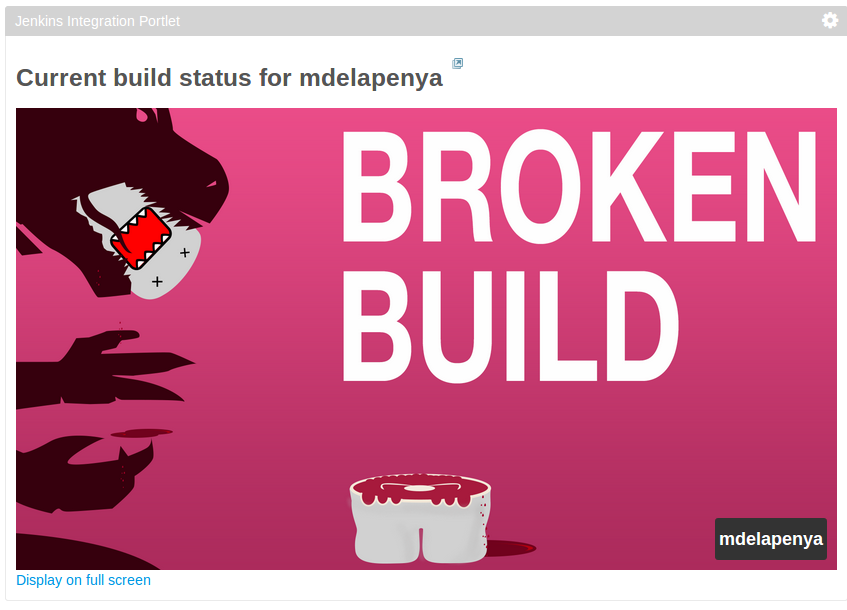 Jenkins Integration Portlet
Current build status for mdelapenya
BROKEN
BUILD
mdelapenya
Display on full screen